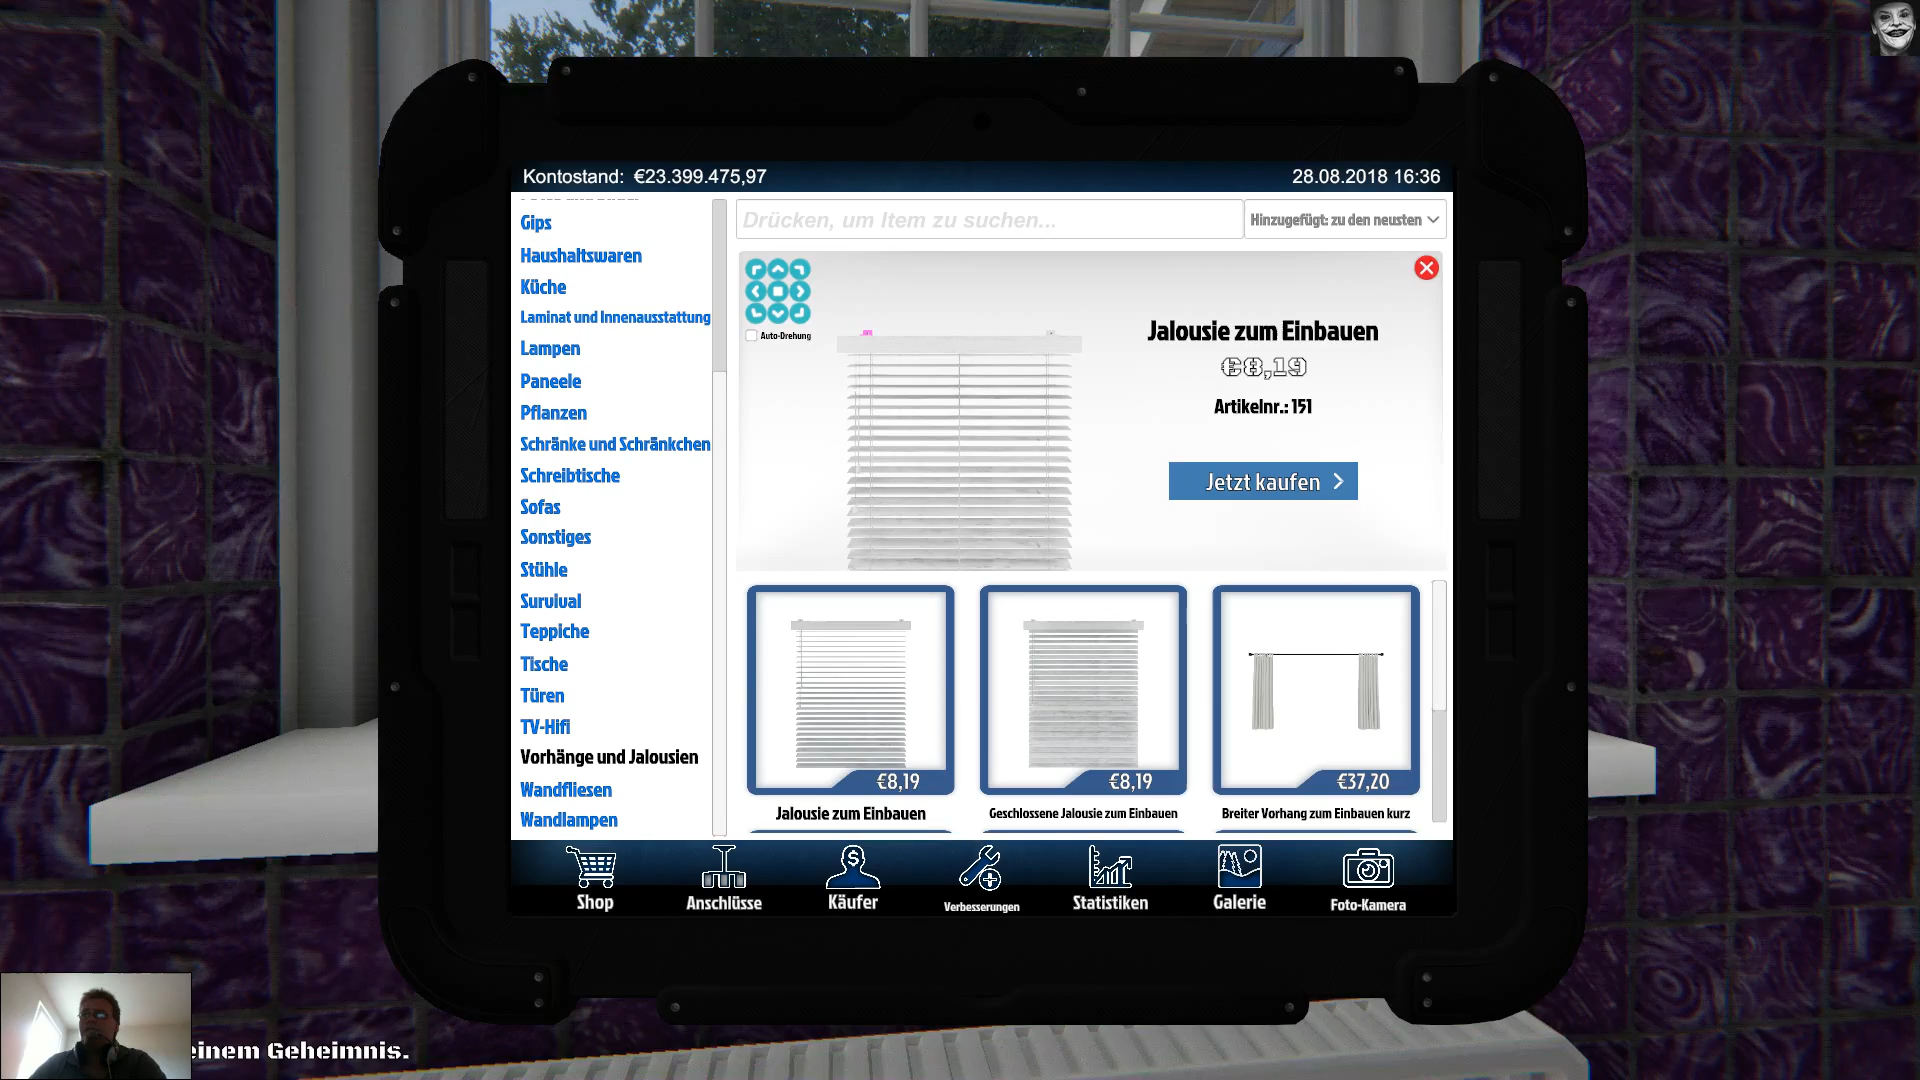 Kontostand: €23.399.475,97
28.08.2018 16:36
Gips
Haushaltswaren
Küche
Laminat und Innenausstattung
Lampen
Paneele
Pflanzen
Schränke und Schränkchen
Schreibtische
Sofas
Sonstiges
Stühle
Survival
Teppiche
Tische
Türen
TV-Hifi
Vorhänge und Jalousien
Wandfliesen
Wandlampen
Drücken, um Item zu suchen...
Hinzugefügt: zu den neusten
Auto-Drehung
Jalousie zum Einbauen
€8,19
Artikelnr.: 151
Jetzt kaufen
€8,19
Jalousie zum Einbauen
€8,19
Geschlossene Jalousie zum Einbauen
€37,20
Breiter Vorhang zum Einbauen kurz
Shop
Anschlüsse
Käufer
Verbesserungen
Statistiken
Galerie
Foto-Kamera
einem Geheimnis.